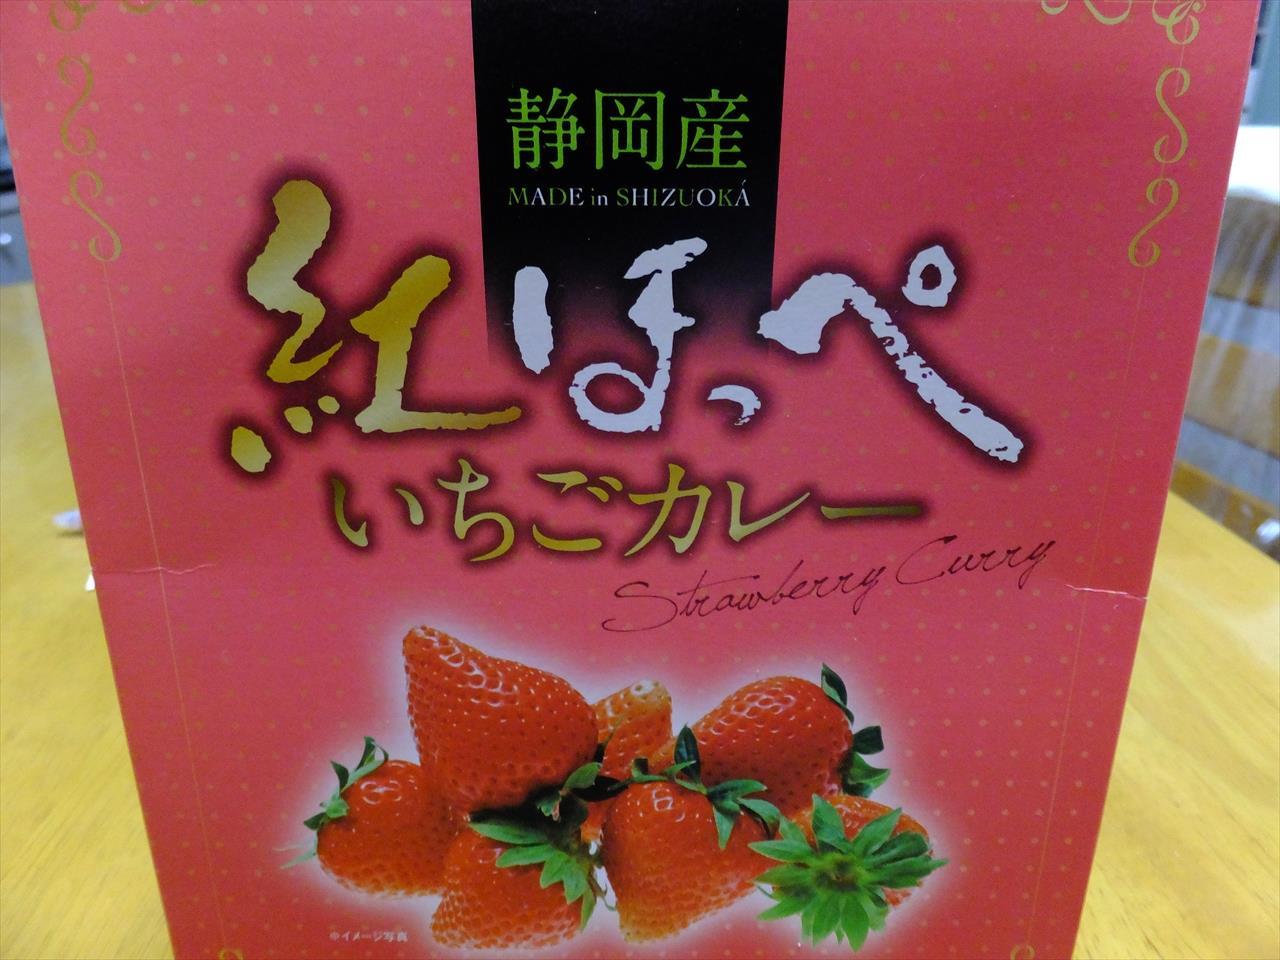 静岡産
MADE in SHIZUOKÁ
紅ほっぺ
いちごカレー
Strawberry Curry
※イメージ写真